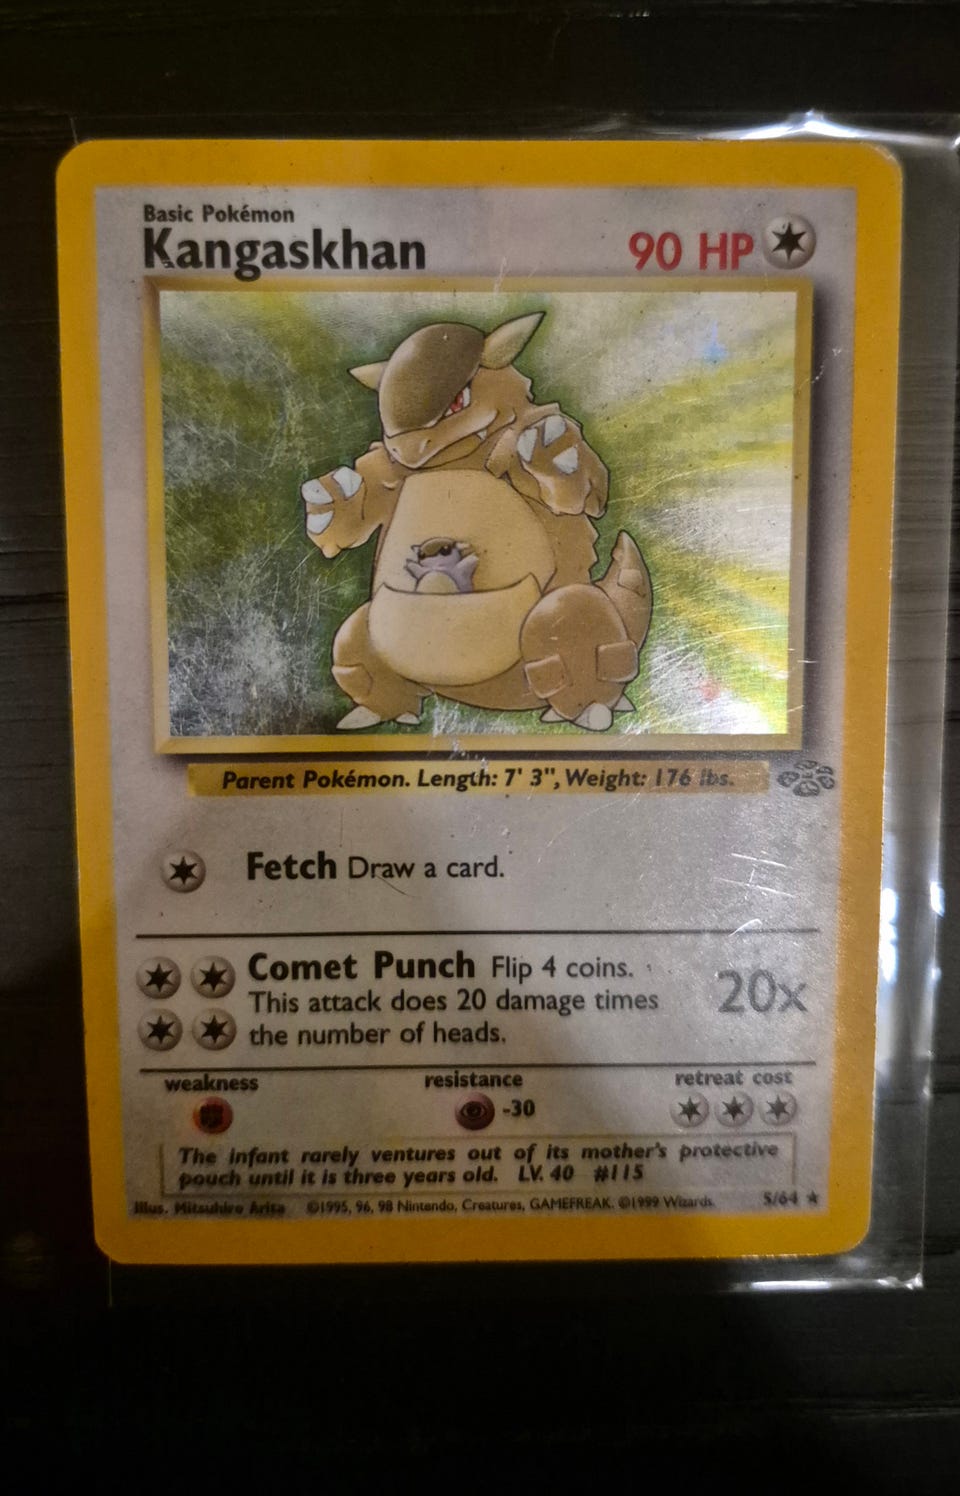 Basic Pokémon
Kangaskhan 90 HP
Parent Pokémon. Length: 7' 3", Weight: 176 lbs.
Fetch Draw a card.
Comet Punch Flip 4 coins.
This attack does 20 damage times
the number of heads.
20x
weakness resistance retreat cost
-30
The infant rarely ventures out of its mother's protective
pouch until it is three years old. LV. 40 #115
Illus. Mitsuhiro Arita ©1995, 96, 98 Nintendo, Creatures, GAMEFREAK. ©1999 Wizards. 5/64 ★